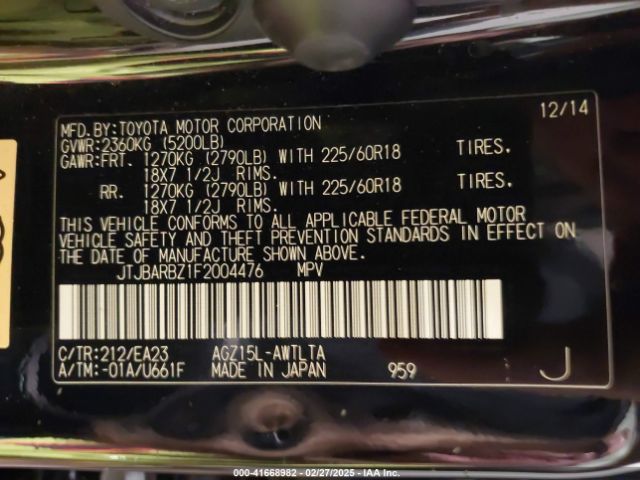 12/14
MFD.BY:TOYOTA MOTOR CORPORATION
GVWR:2360KG (5200LB)
GAWR:FRT. 1270KG (2790LB) WITH 225/60R18 TIRES.
18X7 1/2J RIMS.
RR. 1270KG (2790LB) WITH 225/60R18 TIRES.
18X7 1/2J RIMS.
THIS VEHICLE CONFORMS TO ALL APPLICABLE FEDERAL MOTOR
VEHICLE SAFETY AND THEFT PREVENTION STANDARDS IN EFFECT ON
THE DATE OF MANUFACTURE SHOWN ABOVE.
JTJBARBZ1F2004476 MPV
C/TR:212/EA23 AGZ15L-AWTLTA
A/TM:-01A/U661F MADE IN JAPAN 959 J
000-41668982 - 02/27/2025 - IAA Inc.